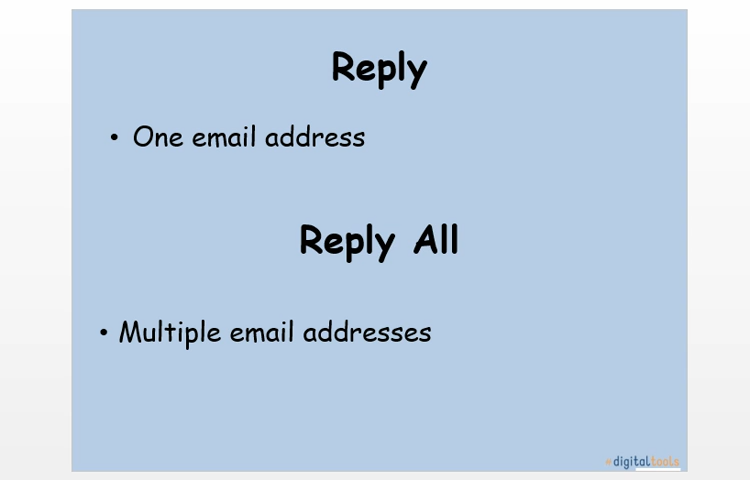 Reply
• One email address
Reply All
• Multiple email addresses
digitaltools